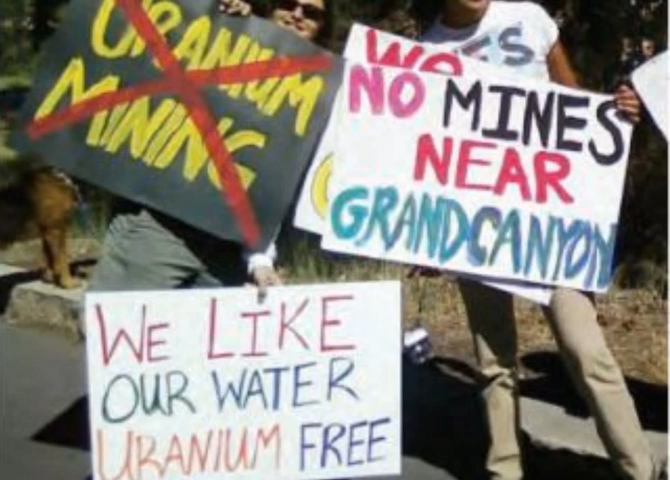 URANIUM
MINING
NO MINES
NEAR
GRAND CANYON
WE LIKE
OUR WATER
URANIUM FREE